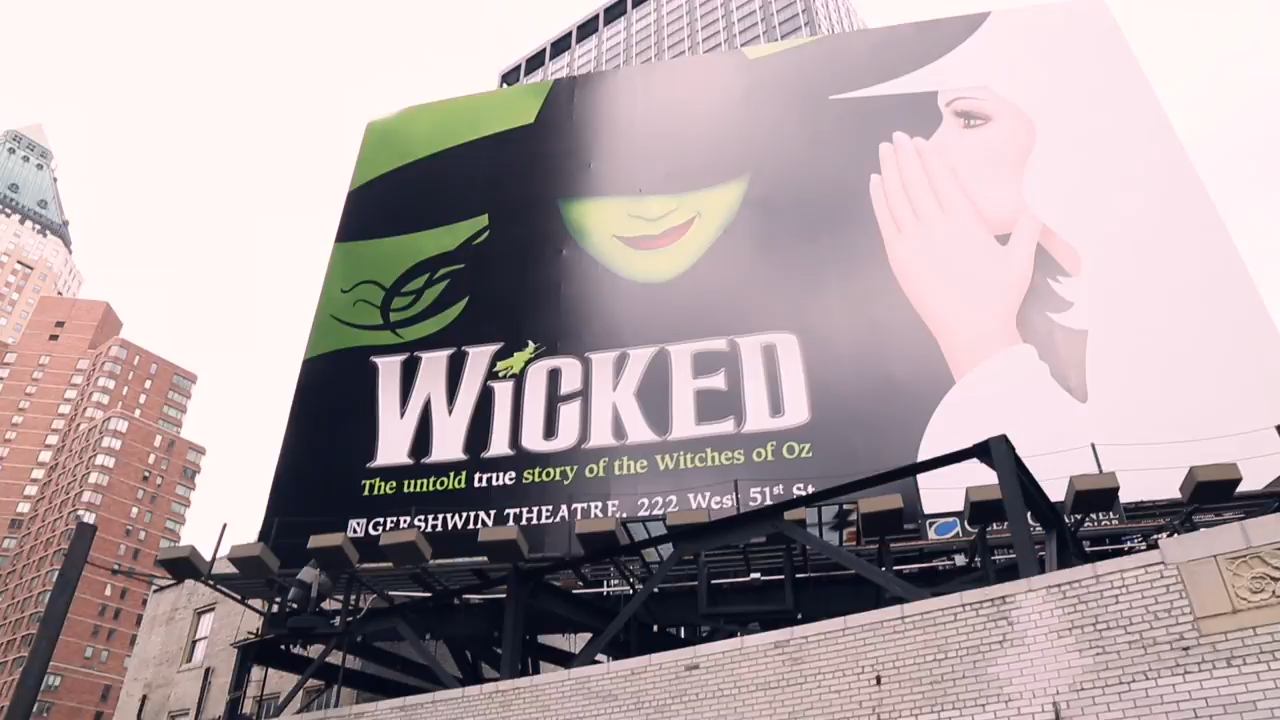 WiCKED
The untold true story of the Witches of Oz
GERSHWIN THEATRE, 222 West 51st St